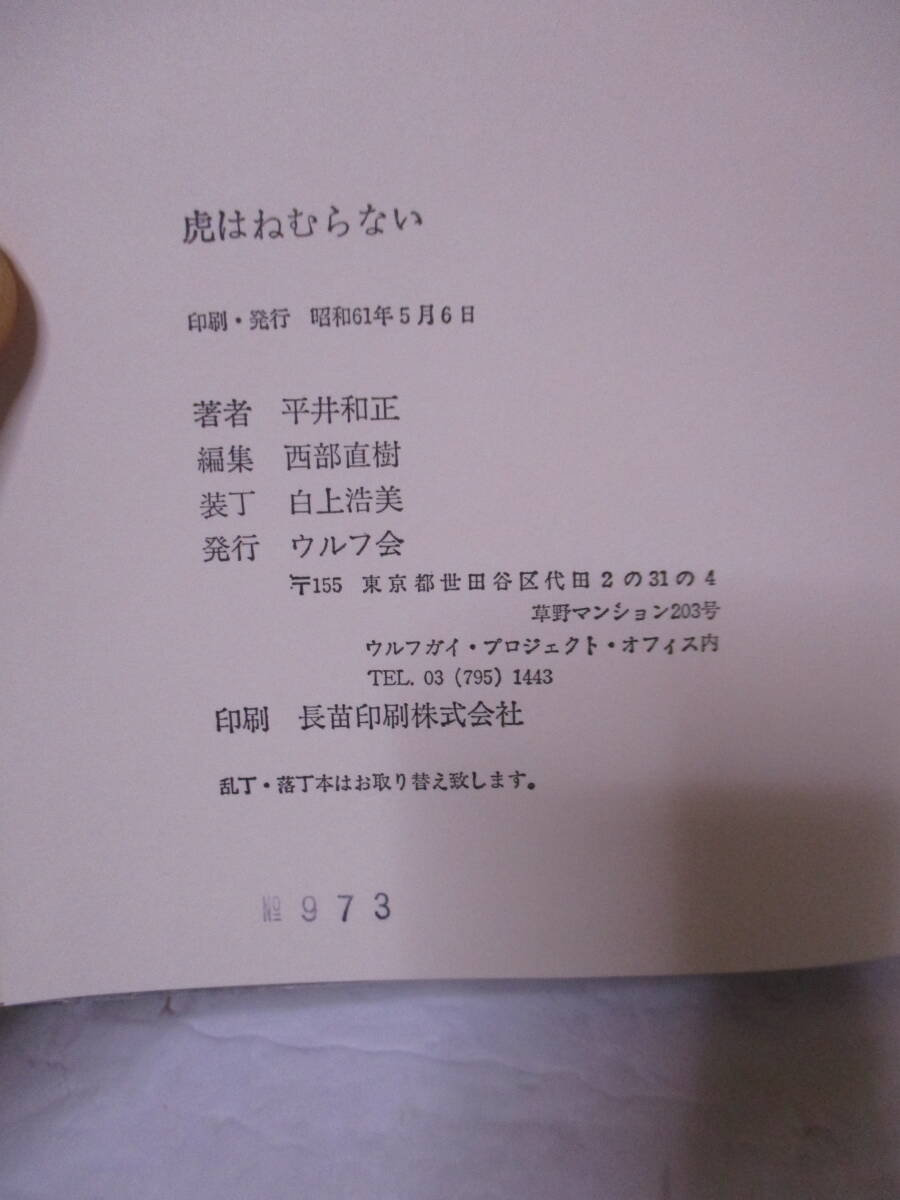 虎はねむらない
印刷・発行　昭和61年5月6日
著者　平井和正
編集　西部直樹
装丁　白上浩美
発行　ウルフ会
〒155　東京都世田谷区代田2の31の4
草野マンション203号
ウルフガイ・プロジェクト・オフィス内
TEL. 03 (795) 1443
印刷　長苗印刷株式会社
乱丁・落丁本はお取り替え致します。
№ 973